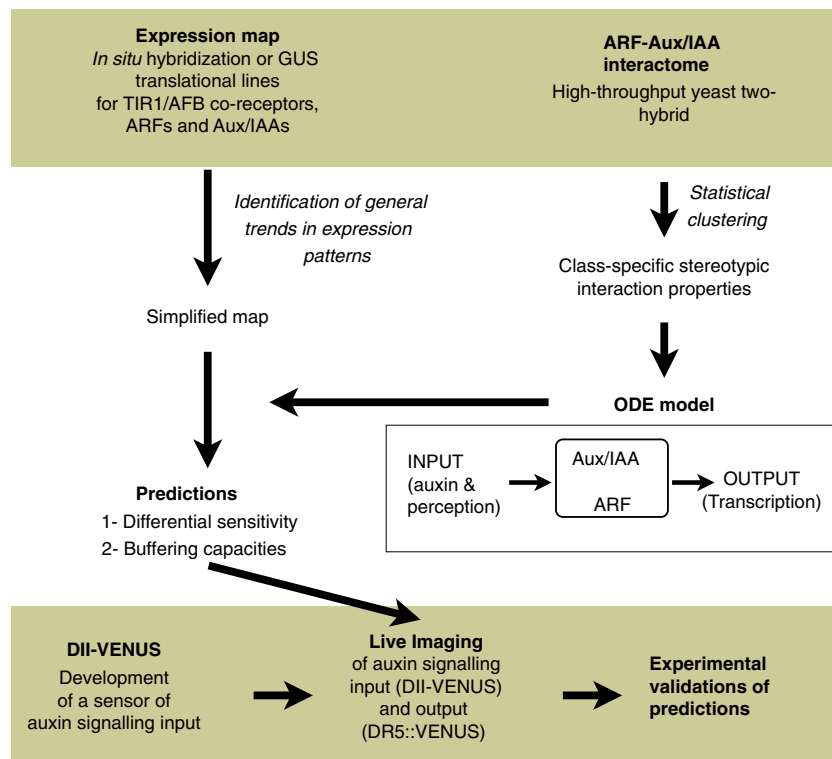 Expression map
In situ hybridization or GUS
translational lines
for TIR1/AFB co-receptors,
ARFs and Aux/IAAs
ARF-Aux/IAA
interactome
High-throughput yeast two-
hybrid
Identification of general
trends in expression
patterns
Statistical
clustering
Simplified map
Class-specific stereotypic
interaction properties
ODE model
INPUT
(auxin &
perception)
Aux/IAA
ARF
OUTPUT
(Transcription)
Predictions
1- Differential sensitivity
2- Buffering capacities
DII-VENUS
Development
of a sensor of
auxin signalling input
Live Imaging
of auxin signalling
input (DII-VENUS)
and output
(DR5::VENUS)
Experimental
validations of
predictions